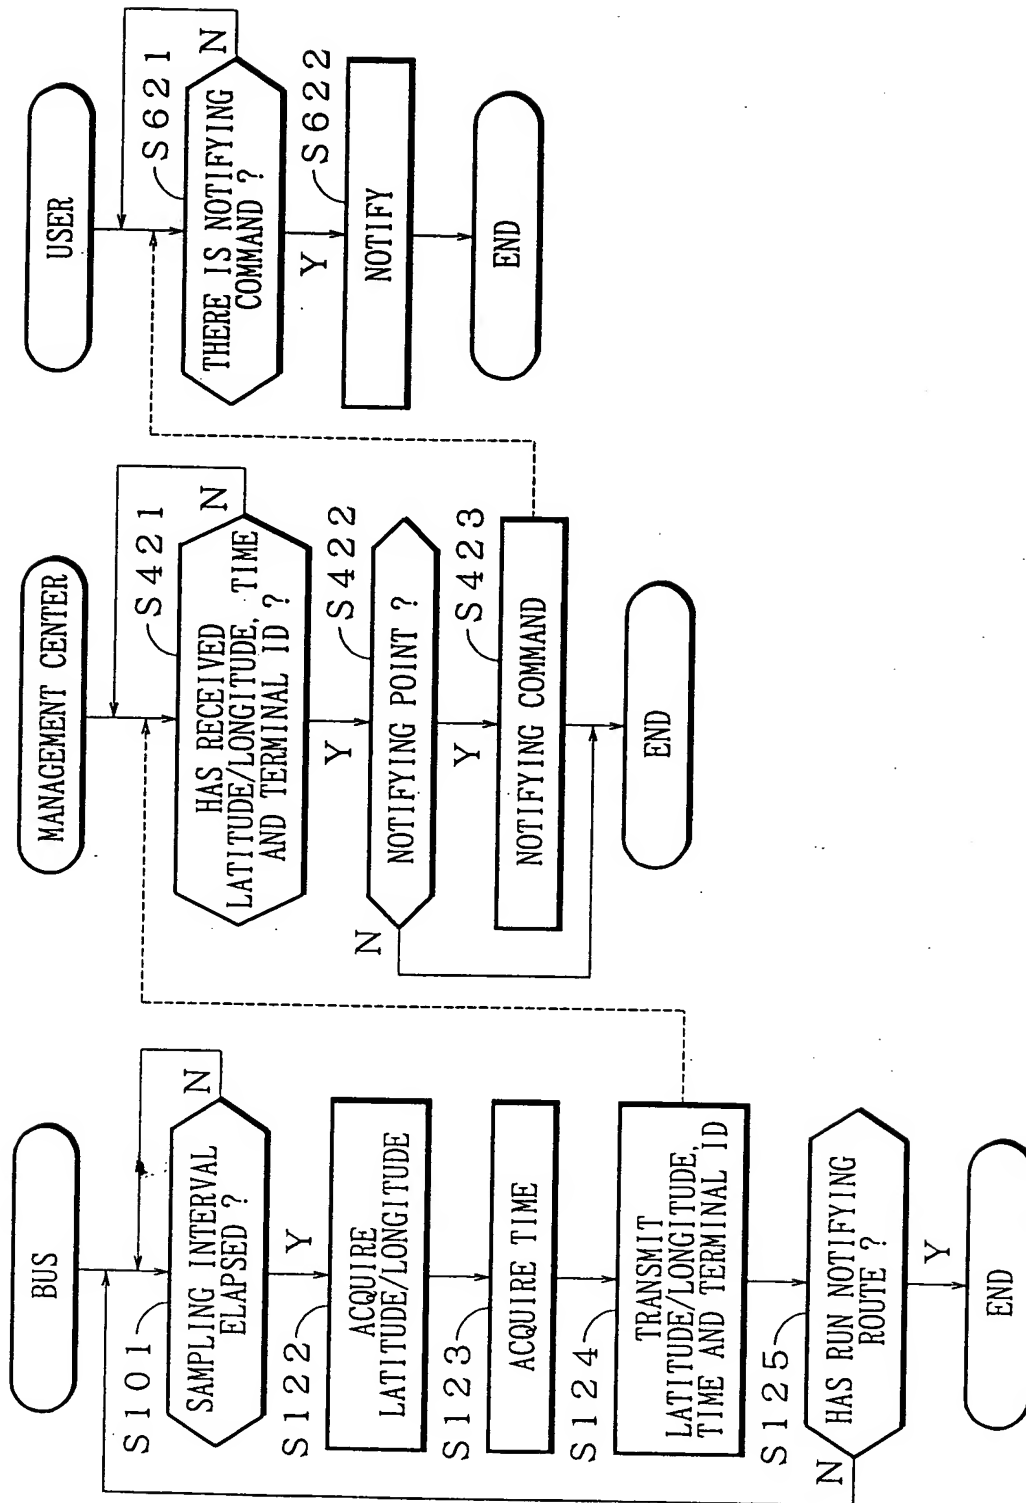 BUS
S101
SAMPLING INTERVAL
ELAPSED ?
N
Y
S122
ACQUIRE
LATITUDE/LONGITUDE
S123
ACQUIRE TIME
S124
TRANSMIT
LATITUDE/LONGITUDE,
TIME AND TERMINAL ID
S125
HAS RUN NOTIFYING
ROUTE ?
N
Y
END
MANAGEMENT CENTER
S421
HAS RECEIVED
LATITUDE/LONGITUDE, TIME
AND TERMINAL ID ?
N
Y
S422
NOTIFYING POINT ?
N
Y
S423
NOTIFYING COMMAND
END
USER
S621
THERE IS NOTIFYING
COMMAND ?
N
Y
S622
NOTIFY
END